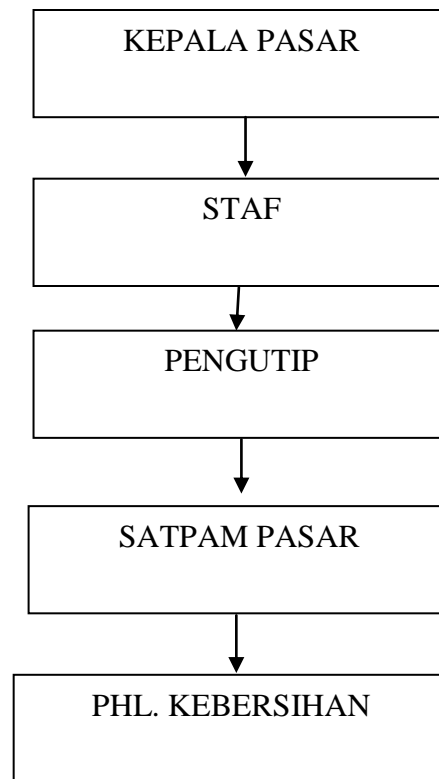 KEPALA PASAR
STAF
PENGUTIP
SATPAM PASAR
PHL. KEBERSIHAN